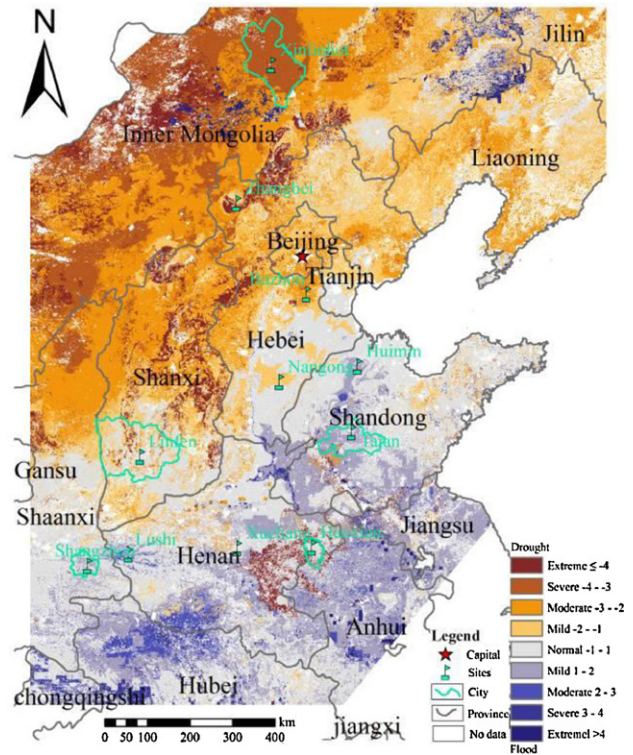 N
Jilin
Xinlinhot
Inner Mongolia
Liaoning
Zhangbei
Beijing
Tianjin
Bazhou
Hebei
Huimin
Nangong
Shanxi
Shandong
Taian
Linfen
Gansu
Shaanxi
Jiangsu
Lushi
Shangzhou
Henan
Anhui
Hubei
chongqingshi
jiangxi
0 50 100 200 300 400
km
Legend
Capital
Sites
City
Province
No data
Drought
Extreme ≤ -4
Severe -4 - -3
Moderate -3 - -2
Mild -2 - -1
Normal -1 - 1
Mild 1 - 2
Moderate 2 - 3
Severe 3 - 4
Extremel >4
Flood